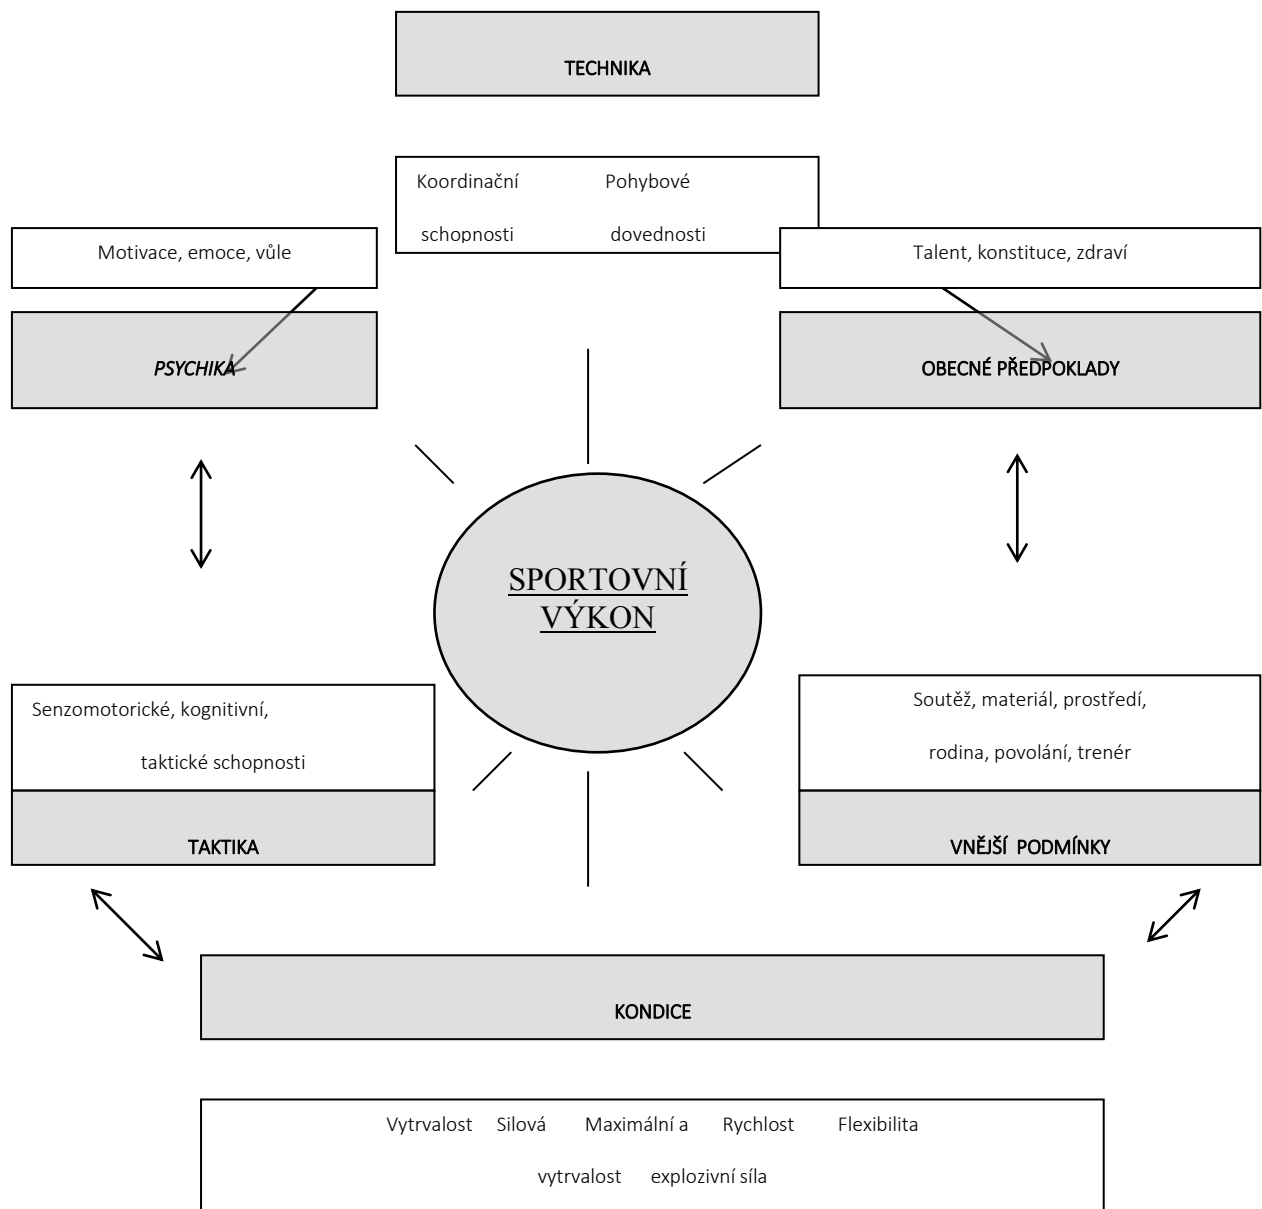 TECHNIKA
Koordinační Pohybové
schopnosti dovednosti
Motivace, emoce, vůle
Talent, konstituce, zdraví
PSYCHIKA
OBECNÉ PŘEDPOKLADY
SPORTOVNÍ
VÝKON
Senzomotorické, kognitivní,
taktické schopnosti
Soutěž, materiál, prostředí,
rodina, povolání, trenér
TAKTIKA
VNĚJŠÍ PODMÍNKY
KONDICE
Vytrvalost Silová Maximální a Rychlost Flexibilita
vytrvalost explozivní síla